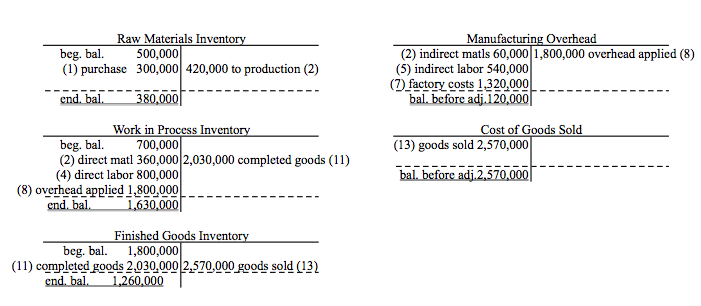 Raw Materials Inventory
beg. bal. 500,000
(1) purchase 300,000 420,000 to production (2)
end. bal. 380,000
Work in Process Inventory
beg. bal. 700,000
(2) direct matl 360,000 2,030,000 completed goods (11)
(4) direct labor 800,000
(8) overhead applied 1,800,000
end. bal. 1,630,000
Finished Goods Inventory
beg. bal. 1,800,000
(11) completed goods 2,030,000 2,570,000 goods sold (13)
end. bal. 1,260,000
Manufacturing Overhead
(2) indirect matls 60,000 1,800,000 overhead applied (8)
(5) indirect labor 540,000
(7) factory costs 1,320,000
bal. before adj.120,000
Cost of Goods Sold
(13) goods sold 2,570,000
bal. before adj.2,570,000